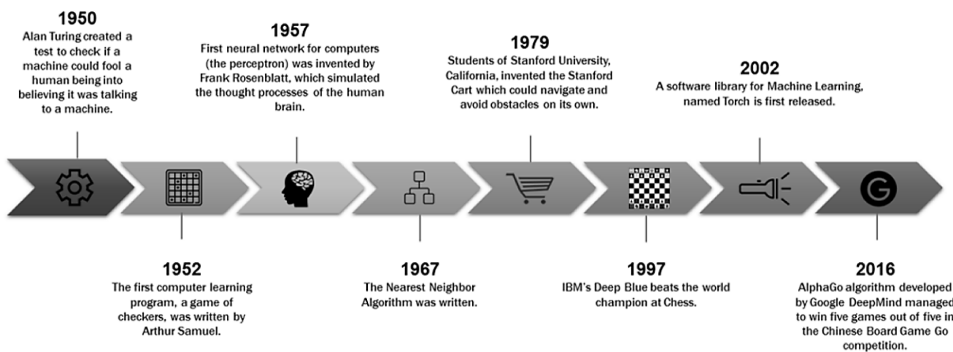 1950
Alan Turing created a
test to check if a
machine could fool a
human being into
believing it was talking
to a machine.
1952
The first computer learning
program, a game of
checkers, was written by
Arthur Samuel.
1957
First neural network for computers
(the perceptron) was invented by
Frank Rosenblatt, which simulated
the thought processes of the human
brain.
1967
The Nearest Neighbor
Algorithm was written.
1979
Students of Stanford University,
California, invented the Stanford
Cart which could navigate and
avoid obstacles on its own.
1997
IBM's Deep Blue beats the world
champion at Chess.
2002
A software library for Machine Learning,
named Torch is first released.
G
2016
AlphaGo algorithm developed
by Google DeepMind managed
to win five games out of five in
the Chinese Board Game Go
competition.